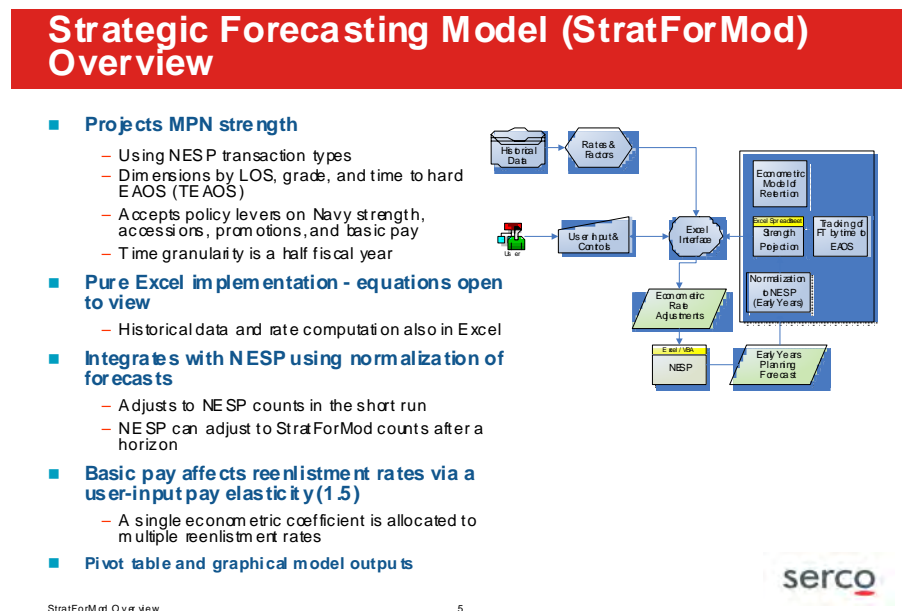 Strategic Forecasting Model (StratForMod)
Overview
Projects MPN strength
– Using NESP transaction types
– Dimensions by LOS, grade, and time to hard
EAOS (TEAOS)
– Accepts policy levers on Navy strength,
accessions, promotions, and basic pay
– Time granularity is a half fiscal year
Pure Excel implementation - equations open
to view
– Historical data and rate computation also in Excel
Integrates with NESP using normalization of
forecasts
– Adjusts to NESP counts in the short run
– NESP can adjust to StratForMod counts after a
horizon
Basic pay affects reenlistment rates via a
user-input pay elasticity (1.5)
– A single econometric coefficient is allocated to
multiple reenlistment rates
Pivot table and graphical model outputs
Historical
Data
Rates &
Factors
User
User Input &
Controls
Excel
Interface
Econometric
Model of
Retention
Excel Spreadsheet
Strength
Projection
Tracking of
FT by time to
EAOS
Normalization
to NESP
(Early Years)
Econometric
Rate
Adjustments
Excel / VBA
NESP
Early Years
Planning
Forecast
serco
StratForMod Overview
5